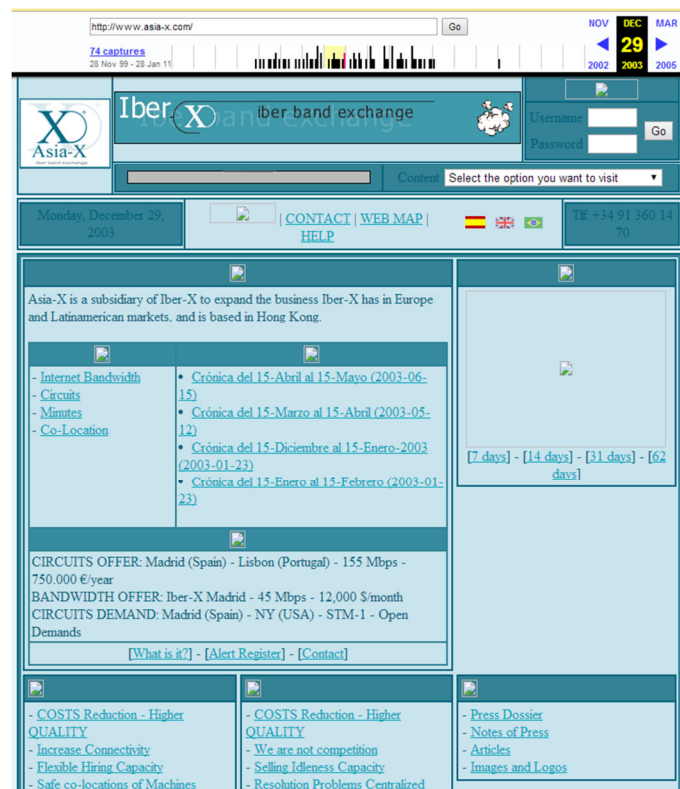 http://www.asia-x.com/
Go
NOV DEC MAR
74 captures
29
28 Nov 99 - 28 Jan 11
2002 2003 2005
Iber X
iber band exchange
Username
Password
Go
X
Asia-X
iber band exchange
Content Select the option you want to visit
Monday, December 29,
2003
| CONTACT | WEB MAP |
HELP
Tlf: +34 91 360 14
70
Asia-X is a subsidiary of Iber-X to expand the business Iber-X has in Europe
and Latinamerican markets, and is based in Hong Kong.
- Internet Bandwidth
- Circuits
- Minutes
- Co-Location
• Crónica del 15-Abril al 15-Mayo (2003-06-
15)
• Crónica del 15-Marzo al 15-Abril (2003-05-
12)
• Crónica del 15-Diciembre al 15-Enero-2003
(2003-01-23)
• Crónica del 15-Enero al 15-Febrero (2003-01-
23)
[7 days] - [14 days] - [31 days] - [62
days]
CIRCUITS OFFER: Madrid (Spain) - Lisbon (Portugal) - 155 Mbps -
750.000 €/year
BANDWIDTH OFFER: Iber-X Madrid - 45 Mbps - 12,000 $/month
CIRCUITS DEMAND: Madrid (Spain) - NY (USA) - STM-1 - Open
Demands
[What is it?] - [Alert Register] - [Contact]
- COSTS Reduction - Higher
QUALITY
- Increase Connectivity
- Flexible Hiring Capacity
- Safe co-locations of Machines
- COSTS Reduction - Higher
QUALITY
- We are not competition
- Selling Idleness Capacity
- Resolution Problems Centralized
- Press Dossier
- Notes of Press
- Articles
- Images and Logos